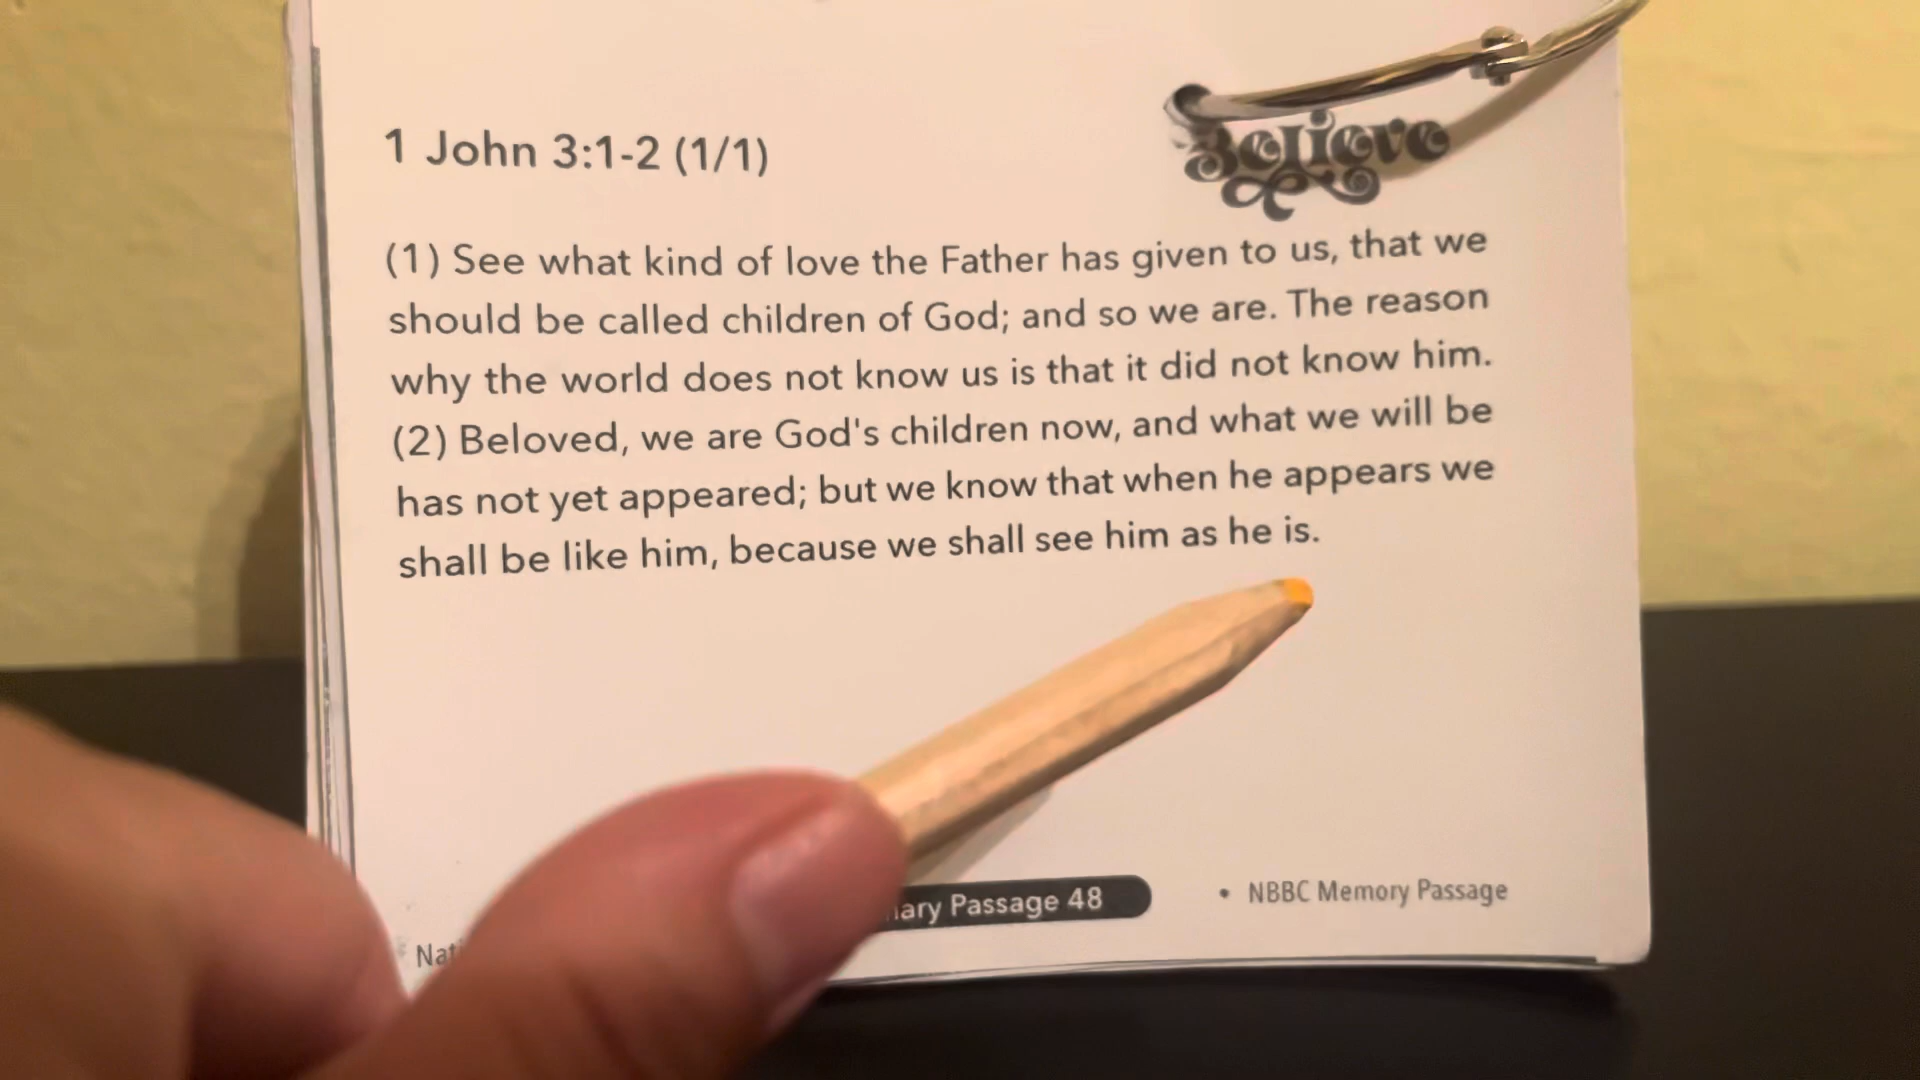 1 John 3:1-2 (1/1)
Believe
(1) See what kind of love the Father has given to us, that we
should be called children of God; and so we are. The reason
why the world does not know us is that it did not know him.
(2) Beloved, we are God's children now, and what we will be
has not yet appeared; but we know that when he appears we
shall be like him, because we shall see him as he is.
Passage 48
• NBBC Memory Passage